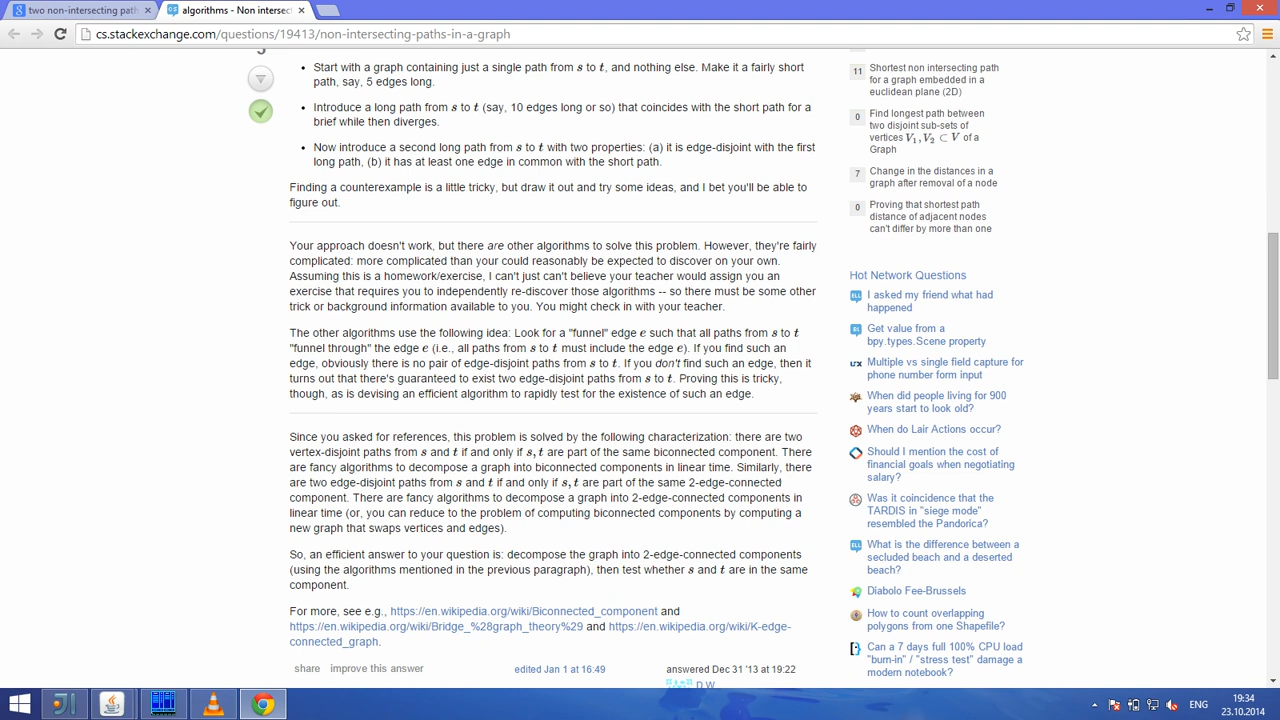 two non-intersecting path
algorithms - Non intersec
cs.stackexchange.com/questions/19413/non-intersecting-paths-in-a-graph
• Start with a graph containing just a single path from s to t, and nothing else. Make it a fairly short
path, say, 5 edges long.
• Introduce a long path from s to t (say, 10 edges long or so) that coincides with the short path for a
brief while then diverges.
• Now introduce a second long path from s to t with two properties: (a) it is edge-disjoint with the first
long path, (b) it has at least one edge in common with the short path.
Finding a counterexample is a little tricky, but draw it out and try some ideas, and I bet you'll be able to
figure out.
Your approach doesn't work, but there are other algorithms to solve this problem. However, they're fairly
complicated: more complicated than your could reasonably be expected to discover on your own.
Assuming this is a homework/exercise, I can't just can't believe your teacher would assign you an
exercise that requires you to independently re-discover those algorithms -- so there must be some other
trick or background information available to you. You might check in with your teacher.
The other algorithms use the following idea: Look for a "funnel" edge e such that all paths from s to t
"funnel through" the edge e (i.e., all paths from s to t must include the edge e). If you find such an
edge, obviously there is no pair of edge-disjoint paths from s to t. If you don't find such an edge, then it
turns out that there's guaranteed to exist two edge-disjoint paths from s to t. Proving this is tricky,
though, as is devising an efficient algorithm to rapidly test for the existence of such an edge.
Since you asked for references, this problem is solved by the following characterization: there are two
vertex-disjoint paths from s and t if and only if s, t are part of the same biconnected component. There
are fancy algorithms to decompose a graph into biconnected components in linear time. Similarly, there
are two edge-disjoint paths from s and t if and only if s, t are part of the same 2-edge-connected
component. There are fancy algorithms to decompose a graph into 2-edge-connected components in
linear time (or, you can reduce to the problem of computing biconnected components by computing a
new graph that swaps vertices and edges).
So, an efficient answer to your question is: decompose the graph into 2-edge-connected components
(using the algorithms mentioned in the previous paragraph), then test whether s and t are in the same
component.
For more, see e.g., https://en.wikipedia.org/wiki/Biconnected_component and
https://en.wikipedia.org/wiki/Bridge_%28graph_theory%29 and https://en.wikipedia.org/wiki/K-edge-
connected_graph.
share improve this answer
edited Jan 1 at 16:49
answered Dec 31 '13 at 19:22
D.W.
11 Shortest non intersecting path
for a graph embedded in a
euclidean plane (2D)
0 Find longest path between
two disjoint sub-sets of
vertices V₁, V₂ ⊂ V of a
Graph
7 Change in the distances in a
graph after removal of a node
0 Proving that shortest path
distance of adjacent nodes
can't differ by more than one
Hot Network Questions
I asked my friend what had
happened
Get value from a
bpy.types.Scene property
Multiple vs single field capture for
phone number form input
When did people living for 900
years start to look old?
When do Lair Actions occur?
Should I mention the cost of
financial goals when negotiating
salary?
Was it coincidence that the
TARDIS in "siege mode"
resembled the Pandorica?
What is the difference between a
secluded beach and a deserted
beach?
Diabolo Fee-Brussels
How to count overlapping
polygons from one Shapefile?
Can a 7 days full 100% CPU load
"burn-in" / "stress test" damage a
modern notebook?
ENG
19:34
23.10.2014